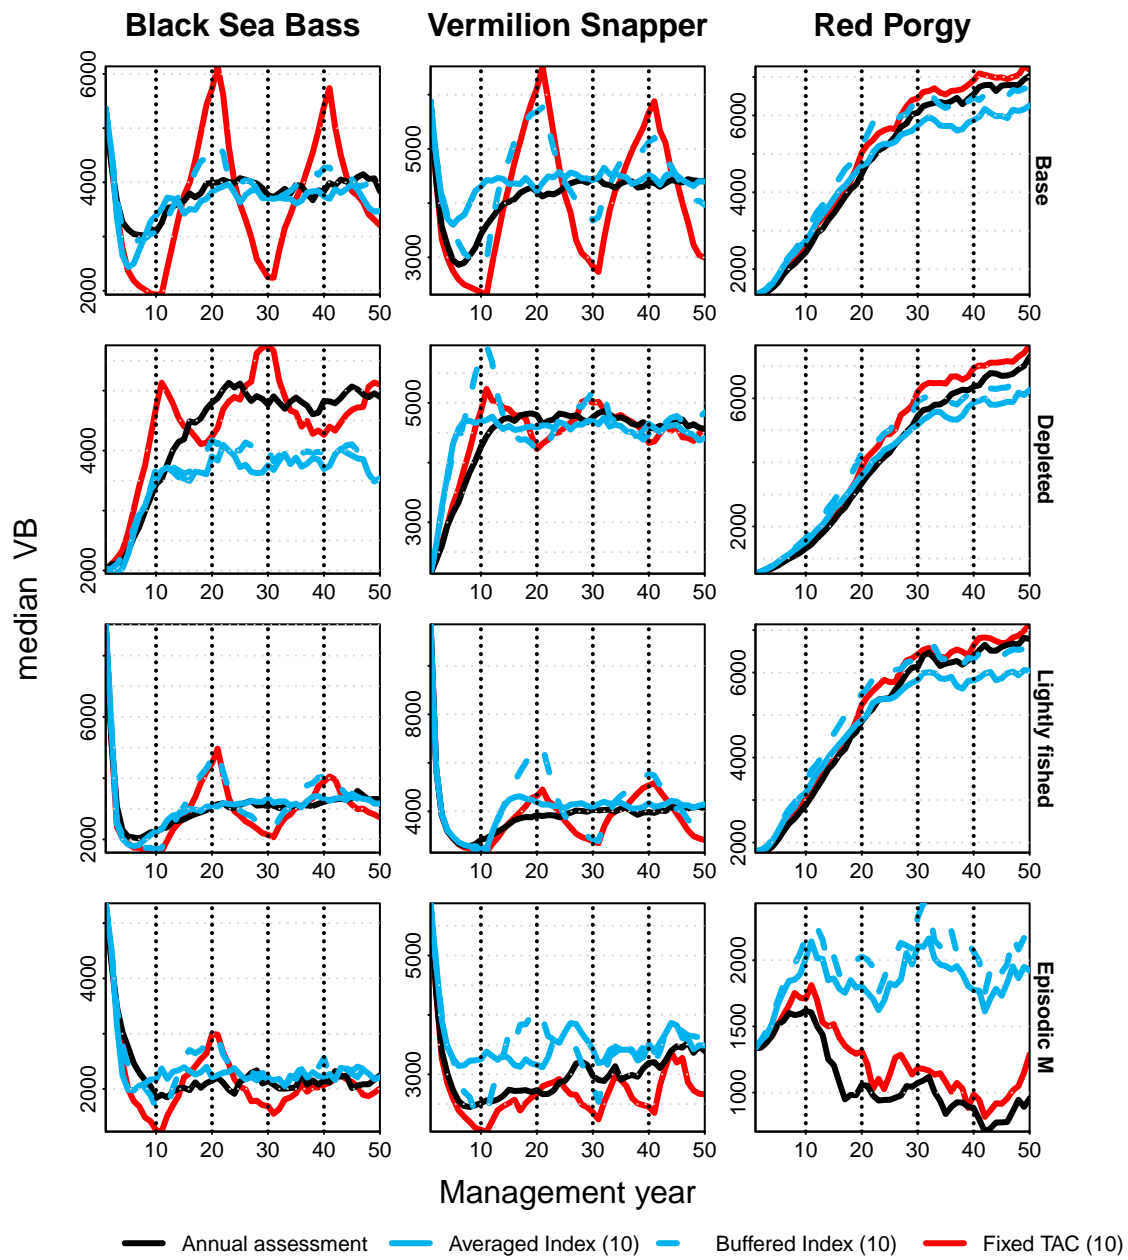 Black Sea Bass Vermilion Snapper Red Porgy
2000 4000 6000
10 20 30 40 50
3000 5000
10 20 30 40 50
2000 4000 6000
10 20 30 40 50
Base
2000 4000
10 20 30 40 50
3000 5000
10 20 30 40 50
2000 6000
10 20 30 40 50
Depleted
median VB
2000 6000
10 20 30 40 50
4000 8000
10 20 30 40 50
2000 4000 6000
10 20 30 40 50
Lightly fished
2000 4000
10 20 30 40 50
3000 5000
10 20 30 40 50
1000 1500 2000
10 20 30 40 50
Episodic M
Management year
Annual assessment Averaged Index (10) Buffered Index (10) Fixed TAC (10)